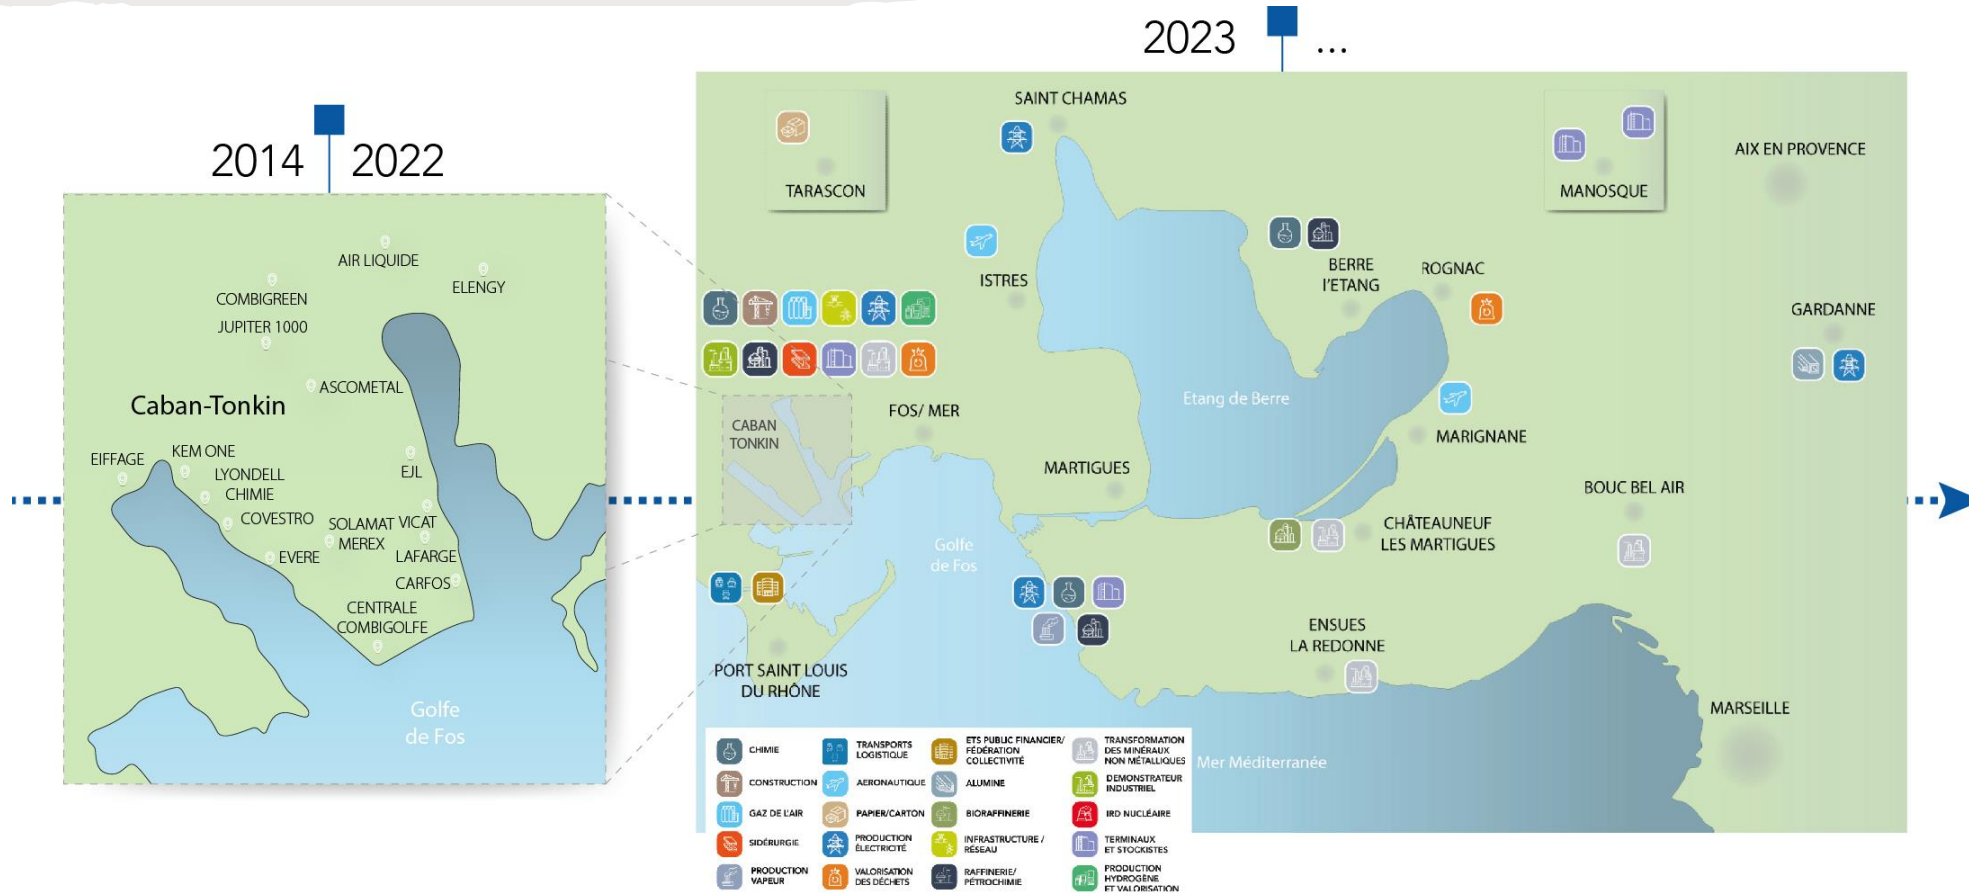 2014
2022
AIR LIQUIDE
ELENGY
COMBIGREEN
JUPITER 1000
ASCOMETAL
Caban-Tonkin
EIFFAGE
KEM ONE
LYONDELL
CHIMIE
EJL
COVESTRO
SOLAMAT
MEREX
VICAT
EVERE
LAFARGE
CARFOS
CENTRALE
COMBIGOLFE
Golfe
de Fos
2023
...
SAINT CHAMAS
TARASCON
MANOSQUE
AIX EN PROVENCE
ISTRES
BERRE
l'ETANG
ROGNAC
GARDANNE
Etang de Berre
CABAN
TONKIN
FOS/ MER
MARIGNANE
MARTIGUES
BOUC BEL AIR
CHÂTEAUNEUF
LES MARTIGUES
Golfe
de Fos
ENSUES
LA REDONNE
PORT SAINT LOUIS
DU RHÔNE
MARSEILLE
Mer Méditerranée
CHIMIE
CONSTRUCTION
GAZ DE L'AIR
SIDÉRURGIE
PRODUCTION
VAPEUR
TRANSPORTS
LOGISTIQUE
AERONAUTIQUE
PAPIER/CARTON
PRODUCTION
ÉLECTRICITÉ
VALORISATION
DES DÉCHETS
ETS PUBLIC FINANCIER/
FÉDÉRATION
COLLECTIVITÉ
ALUMINE
BIORAFFINERIE
INFRASTRUCTURE /
RÉSEAU
RAFFINERIE/
PÉTROCHIMIE
TRANSFORMATION
DES MINÉRAUX
NON MÉTALLIQUES
DEMONSTRATEUR
INDUSTRIEL
IRD NUCLÉAIRE
TERMINAUX
ET STOCKISTES
PRODUCTION
HYDROGÈNE
ET VALORISATION